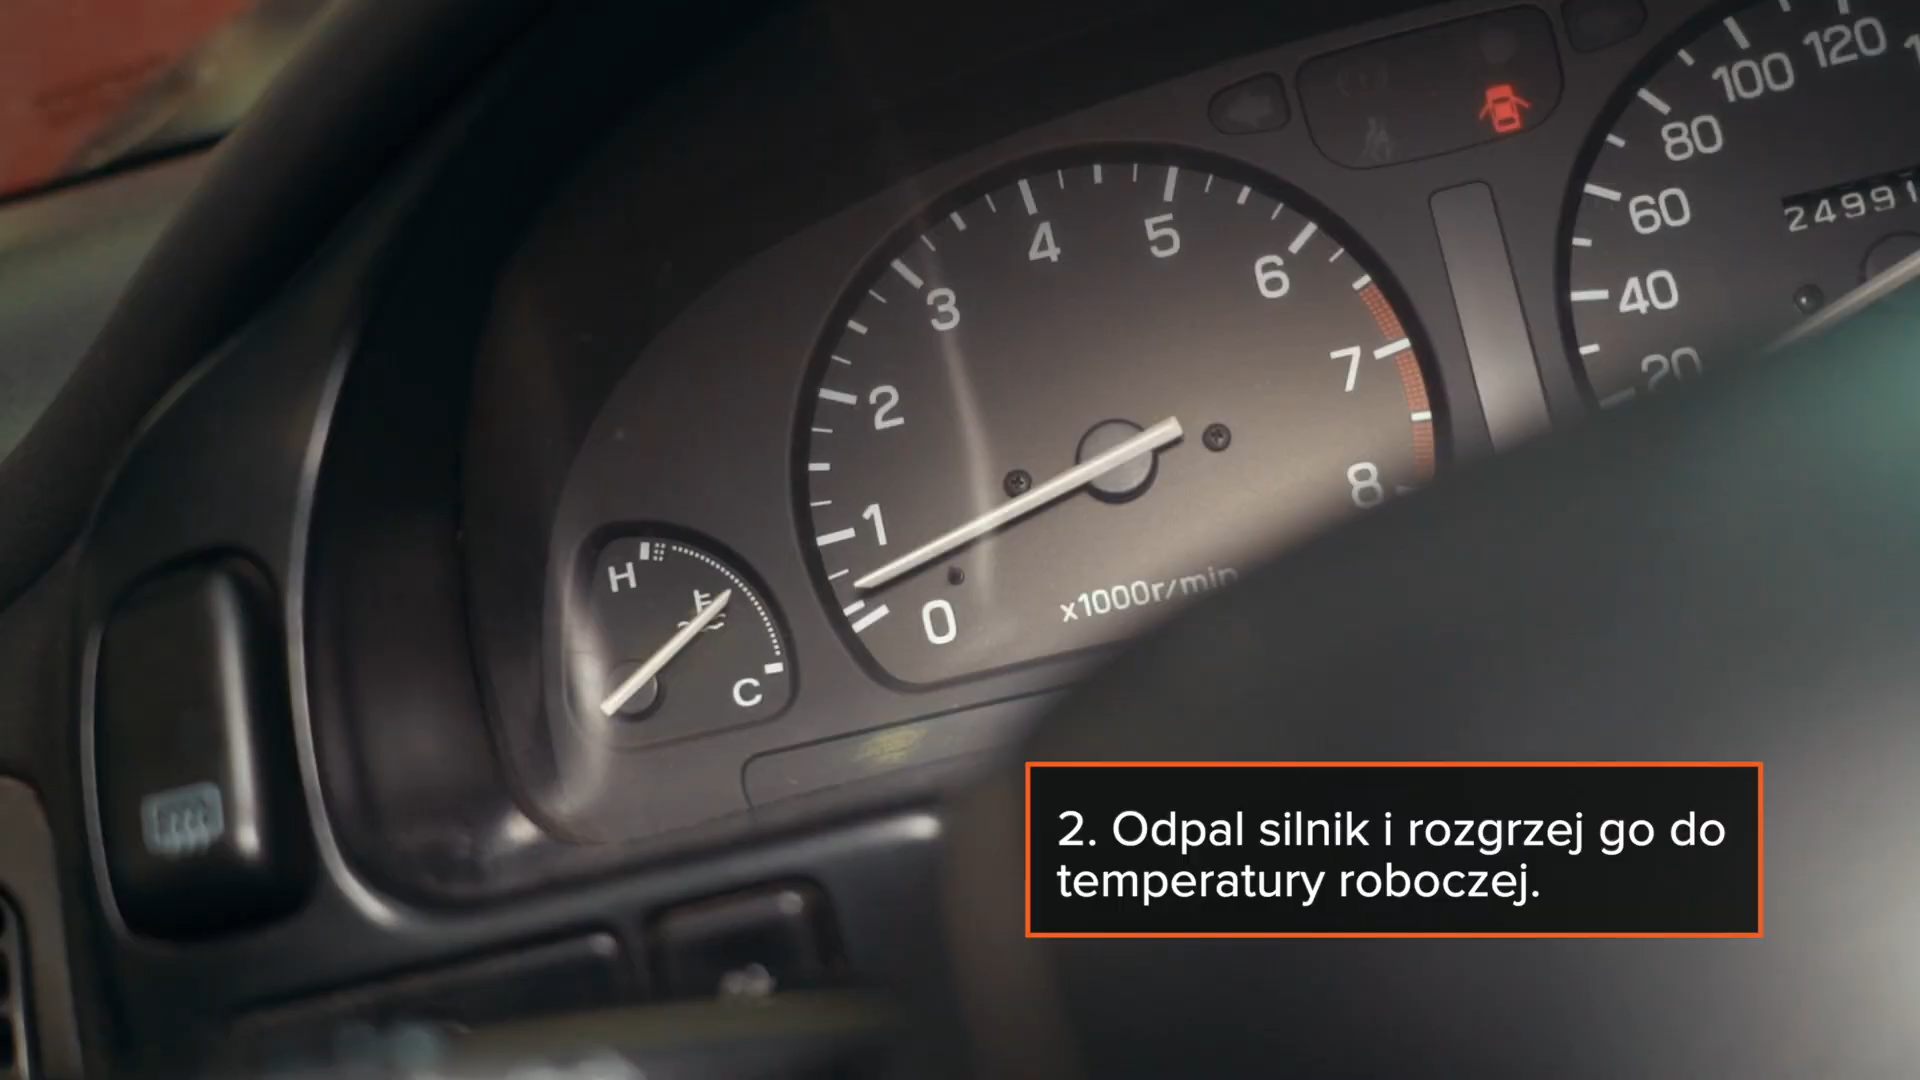 100 120
80
60
40
20
24991
4 5
3 6
2 7
1 8
0
x1000r/min
H
C
2. Odpal silnik i rozgrzej go do
temperatury roboczej.